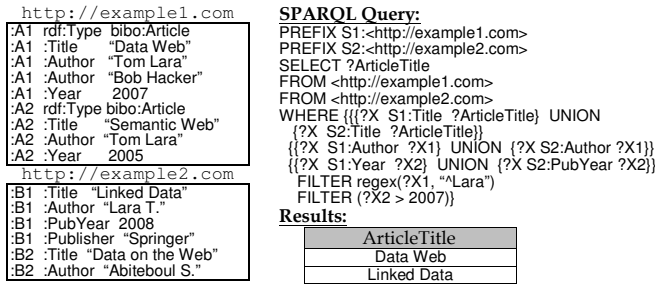 http://example1.com
:A1 rdf:Type bibo:Article
:A1 :Title "Data Web"
:A1 :Author "Tom Lara"
:A1 :Author "Bob Hacker"
:A1 :Year 2007
:A2 rdf:Type bibo:Article
:A2 :Title "Semantic Web"
:A2 :Author "Tom Lara"
:A2 :Year 2005
http://example2.com
:B1 :Title “Linked Data”
:B1 :Author “Lara T.”
:B1 :PubYear 2008
:B1 :Publisher “Springer”
:B2 :Title “Data on the Web”
:B2 :Author “Abiteboul S.”
SPARQL Query:
PREFIX S1:<http://example1.com>
PREFIX S2:<http://example2.com>
SELECT ?ArticleTitle
FROM <http://example1.com>
FROM <http://example2.com>
WHERE {{{?X S1:Title ?ArticleTitle} UNION
{?X S2:Title ?ArticleTitle}}
{{?X S1:Author ?X1} UNION {?X S2:Author ?X1}}
{{?X S1:Year ?X2} UNION {?X S2:PubYear ?X2}}
FILTER regex(?X1, “^Lara”)
FILTER (?X2 > 2007)}
Results:
ArticleTitle
Data Web
Linked Data